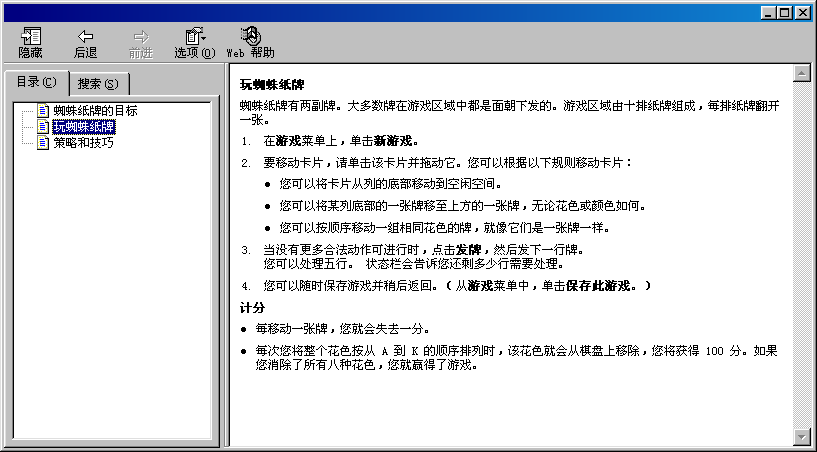 隐藏 后退 前进 选项(O) Web 帮助
目录(C) 搜索(S)
蜘蛛纸牌的目标
玩蜘蛛纸牌
策略和技巧
玩蜘蛛纸牌
蜘蛛纸牌有两副牌。大多数牌在游戏区域中都是面朝下发的。游戏区域由十排纸牌组成，每排纸牌翻开
一张。
1. 在游戏菜单上，单击新游戏。
2. 要移动卡片，请单击该卡片并拖动它。您可以根据以下规则移动卡片：
● 您可以将卡片从列的底部移动到空闲空间。
● 您可以将某列底部的一张牌移至上方的一张牌，无论花色或颜色如何。
● 您可以按顺序移动一组相同花色的牌，就像它们是一张牌一样。
3. 当没有更多合法动作可进行时，点击发牌，然后发下一行牌。
您可以处理五行。 状态栏会告诉您还剩多少行需要处理。
4. 您可以随时保存游戏并稍后返回。（从游戏菜单中，单击保存此游戏。）
计分
● 每移动一张牌，您就会失去一分。
● 每次您将整个花色按从 A 到 K 的顺序排列时，该花色就会从棋盘上移除，您将获得 100 分。如果
您消除了所有八种花色，您就赢得了游戏。